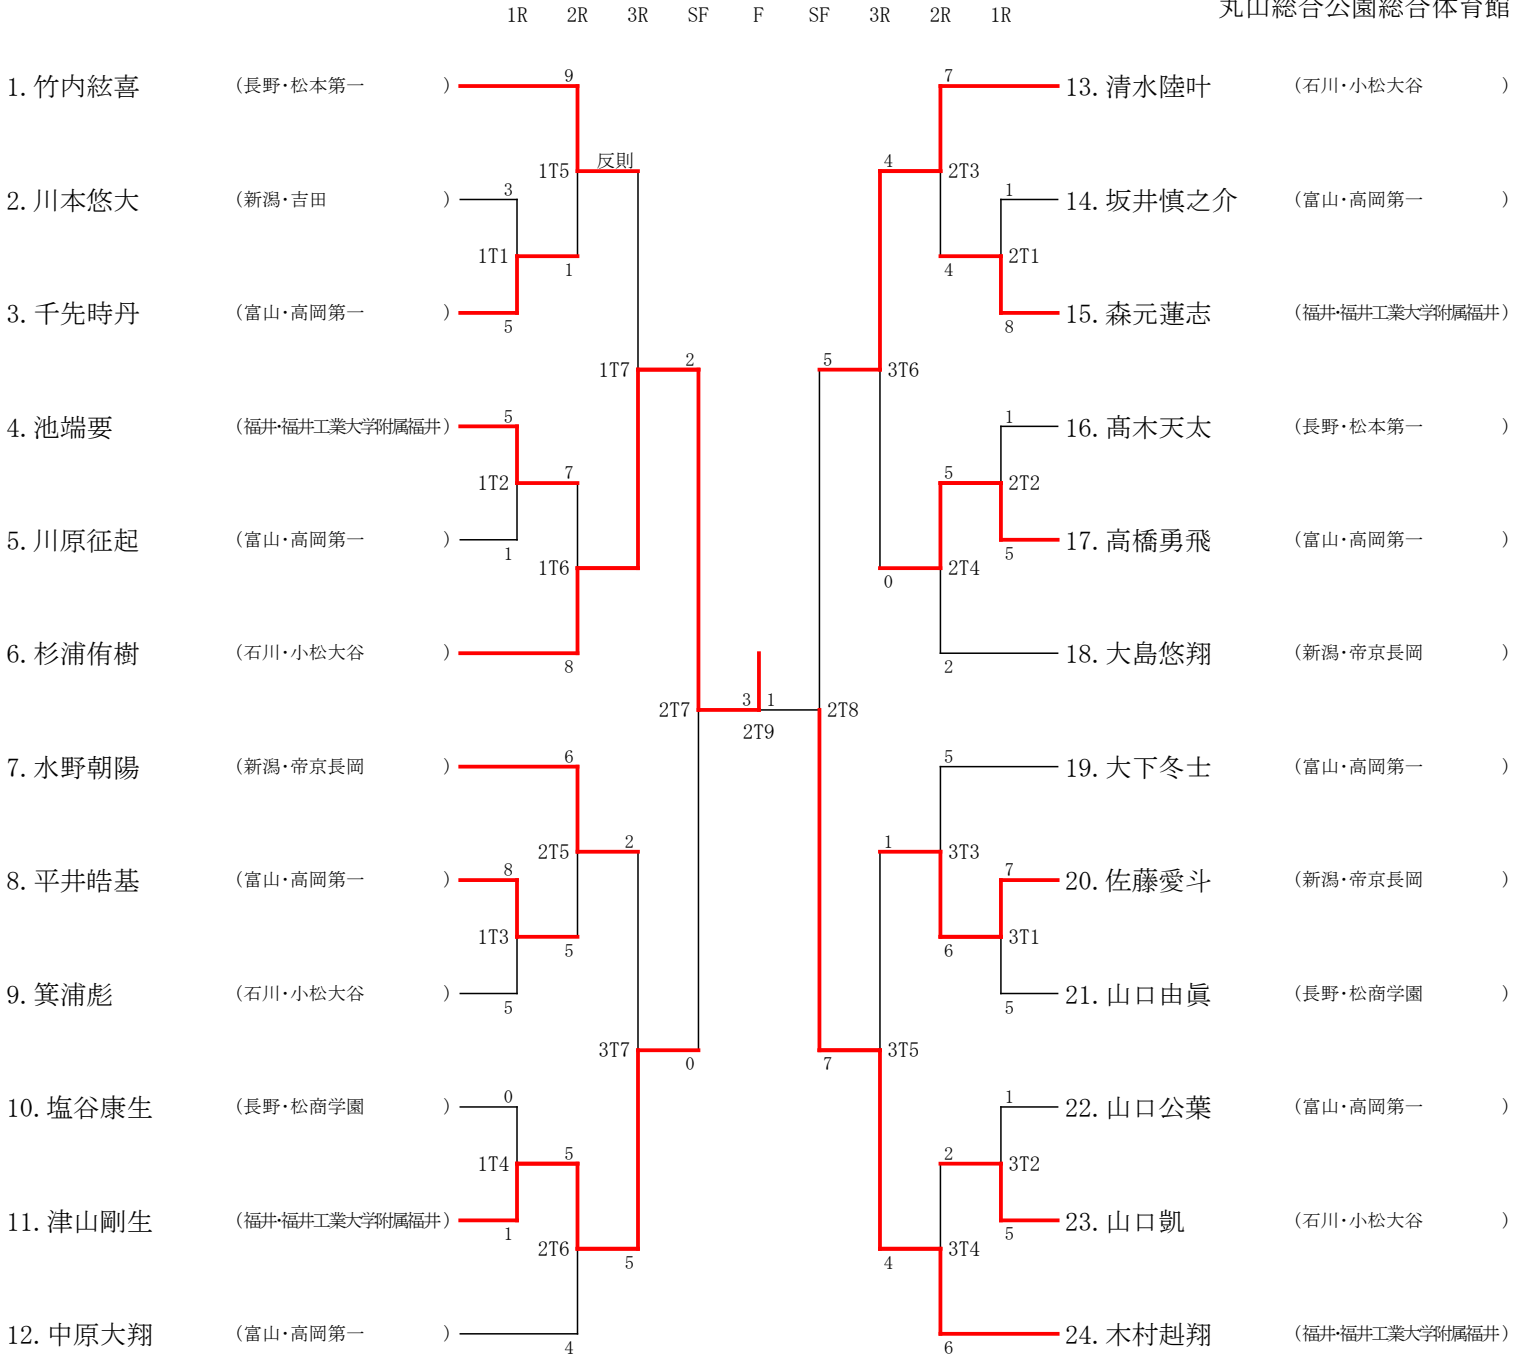 丸山総合公園総合体育館
1R 2R 3R SF F SF 3R 2R 1R
1. 竹内絃喜 (長野・松本第一 ) 9 7 13. 清水陸叶 (石川・小松大谷 )
1T5 反則 4 2T3
2. 川本悠大 (新潟・吉田 ) 3 1 14. 坂井慎之介 (富山・高岡第一 )
1T1 1 4 2T1
3. 千先時丹 (富山・高岡第一 ) 5 8 15. 森元蓮志 (福井・福井工業大学附属福井)
1T7 2 5 3T6
4. 池端要 (福井・福井工業大学附属福井) 5 1 16. 髙木天太 (長野・松本第一 )
1T2 7 5 2T2
5. 川原征起 (富山・高岡第一 ) 1 5 17. 高橋勇飛 (富山・高岡第一 )
1T6 0 2T4
6. 杉浦侑樹 (石川・小松大谷 ) 8 2 18. 大島悠翔 (新潟・帝京長岡 )
2T7 3 1 2T8
2T9
7. 水野朝陽 (新潟・帝京長岡 ) 6 5 19. 大下冬士 (富山・高岡第一 )
2T5 2 1 3T3
8. 平井皓基 (富山・高岡第一 ) 8 7 20. 佐藤愛斗 (新潟・帝京長岡 )
1T3 5 6 3T1
9. 箕浦彪 (石川・小松大谷 ) 5 5 21. 山口由眞 (長野・松商学園 )
3T7 0 7 3T5
10. 塩谷康生 (長野・松商学園 ) 0 1 22. 山口公葉 (富山・高岡第一 )
1T4 5 2 3T2
11. 津山剛生 (福井・福井工業大学附属福井) 1 5 23. 山口凱 (石川・小松大谷 )
2T6 5 4 3T4
12. 中原大翔 (富山・高岡第一 ) 4 6 24. 木村赳翔 (福井・福井工業大学附属福井)